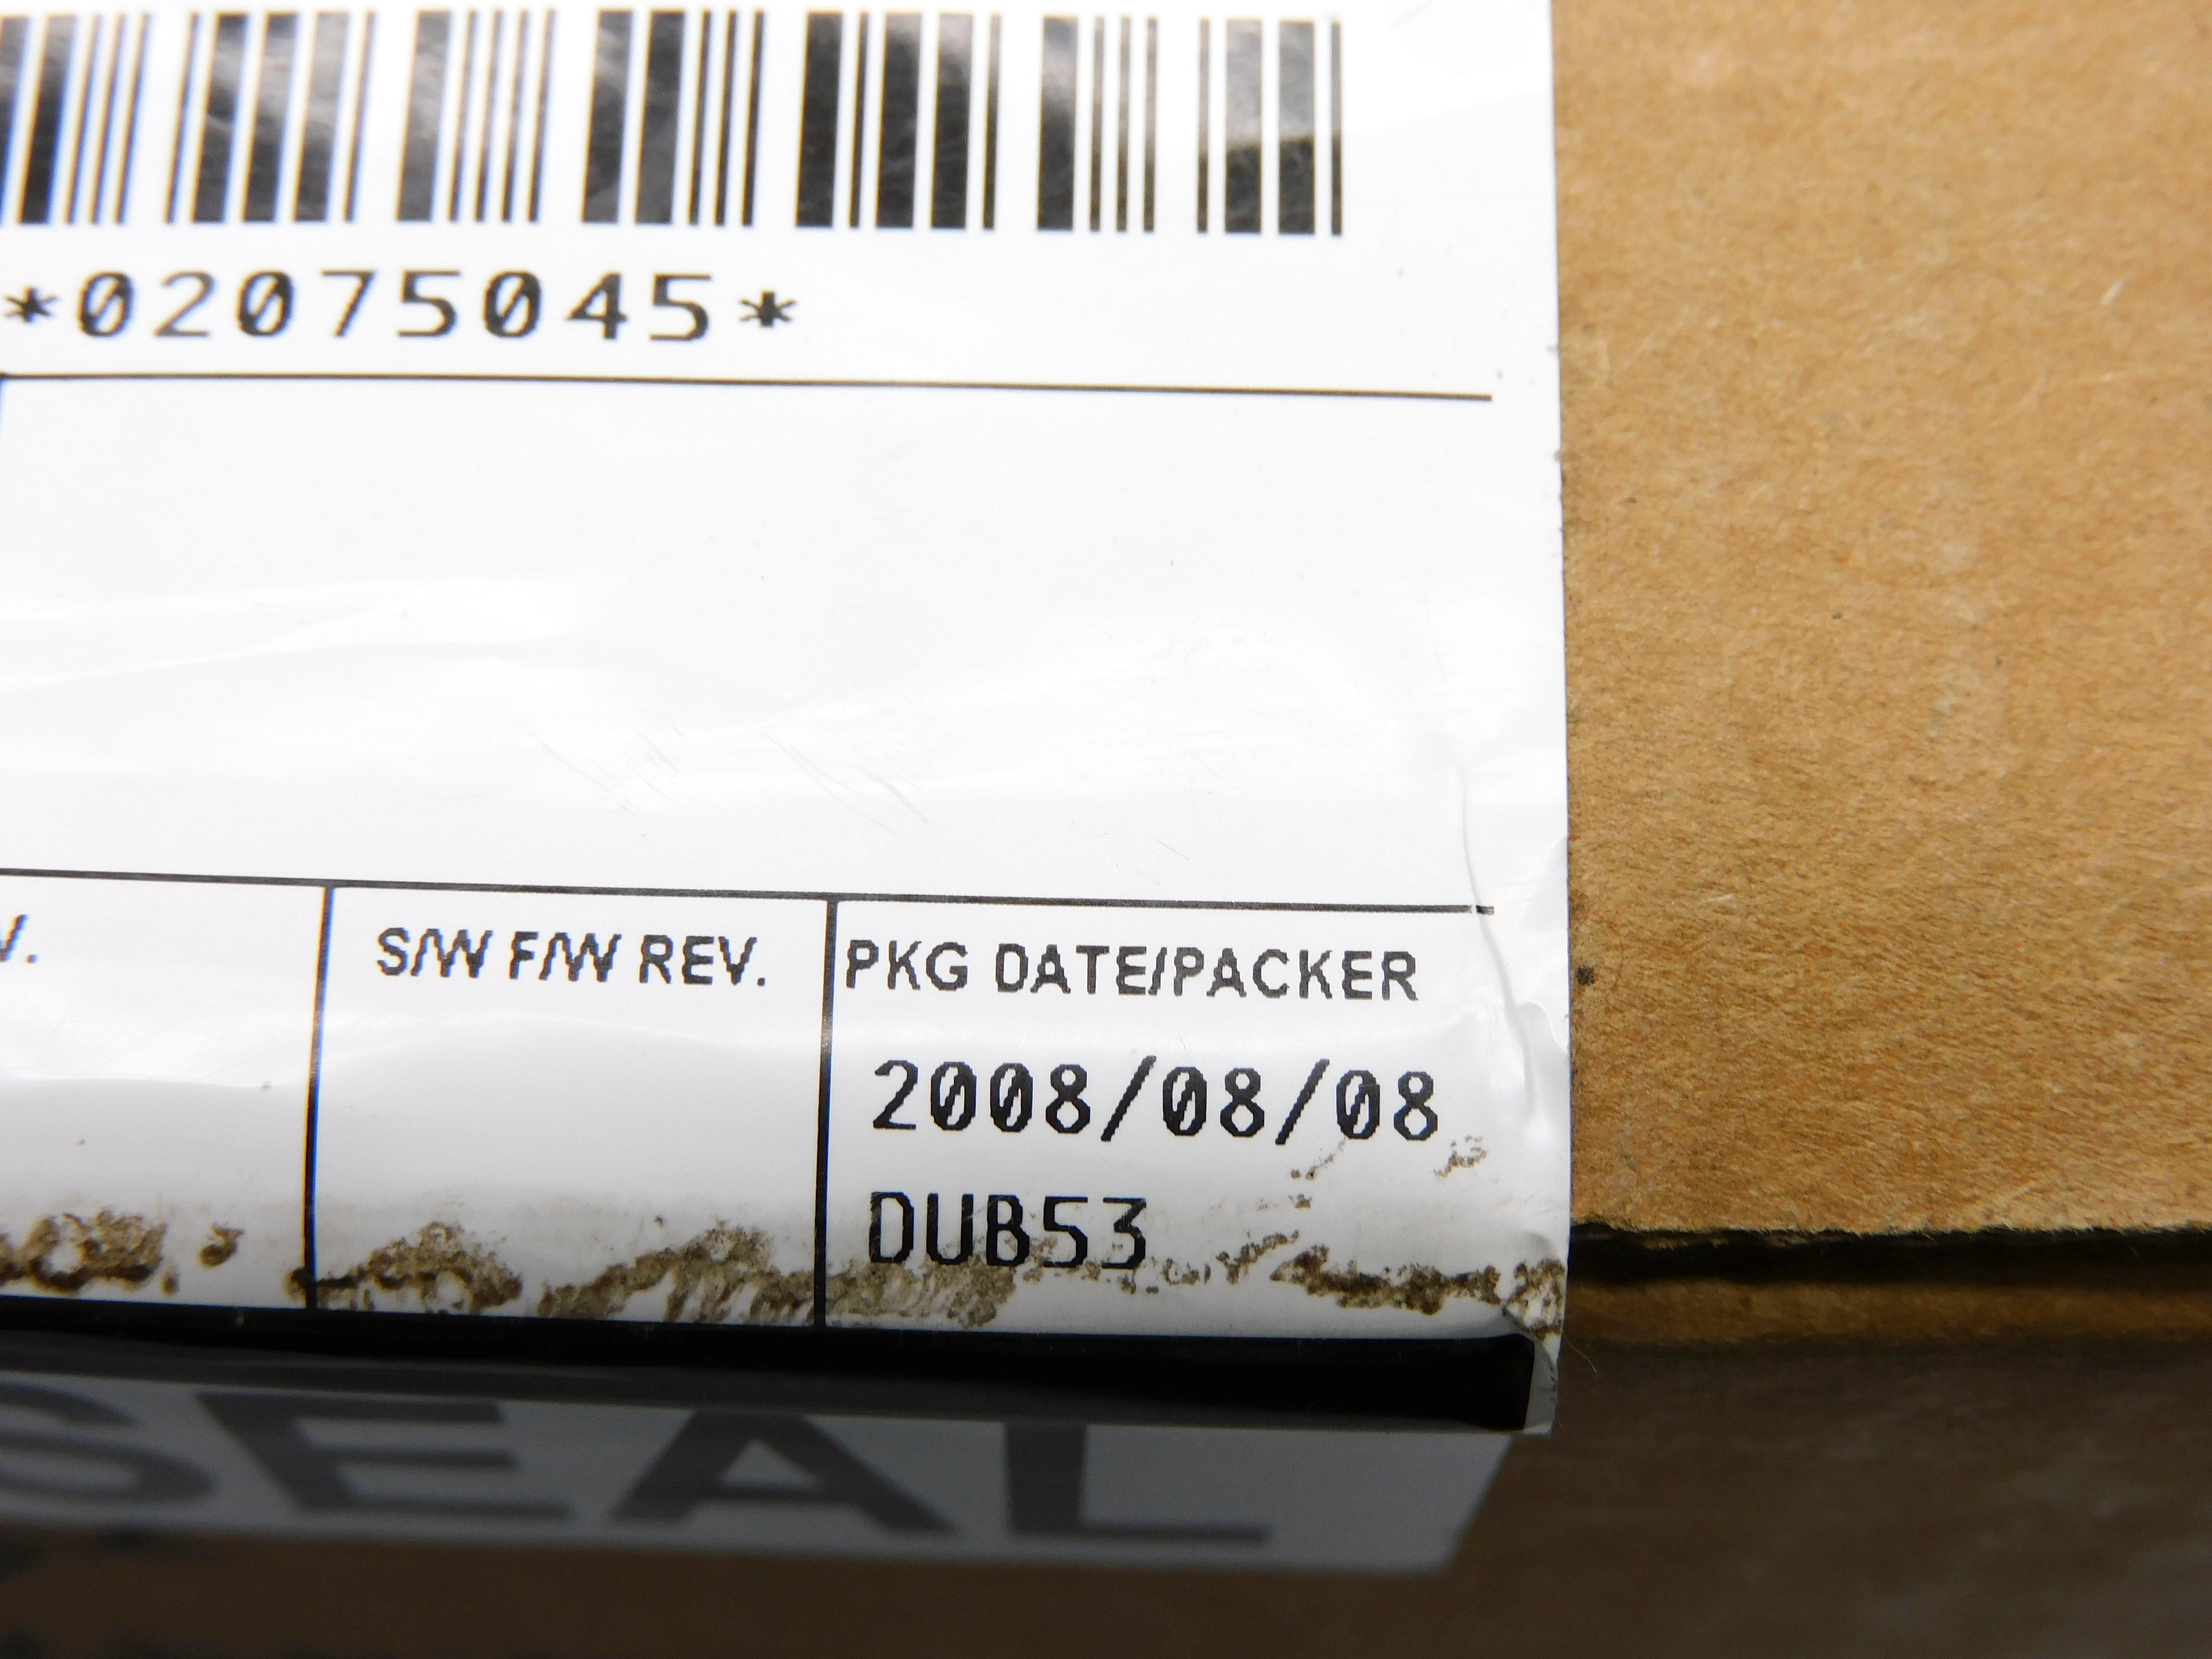 *02075045*
V.
S/W F/W REV.
PKG DATE/PACKER
2008/08/08
DUB53
SEAL